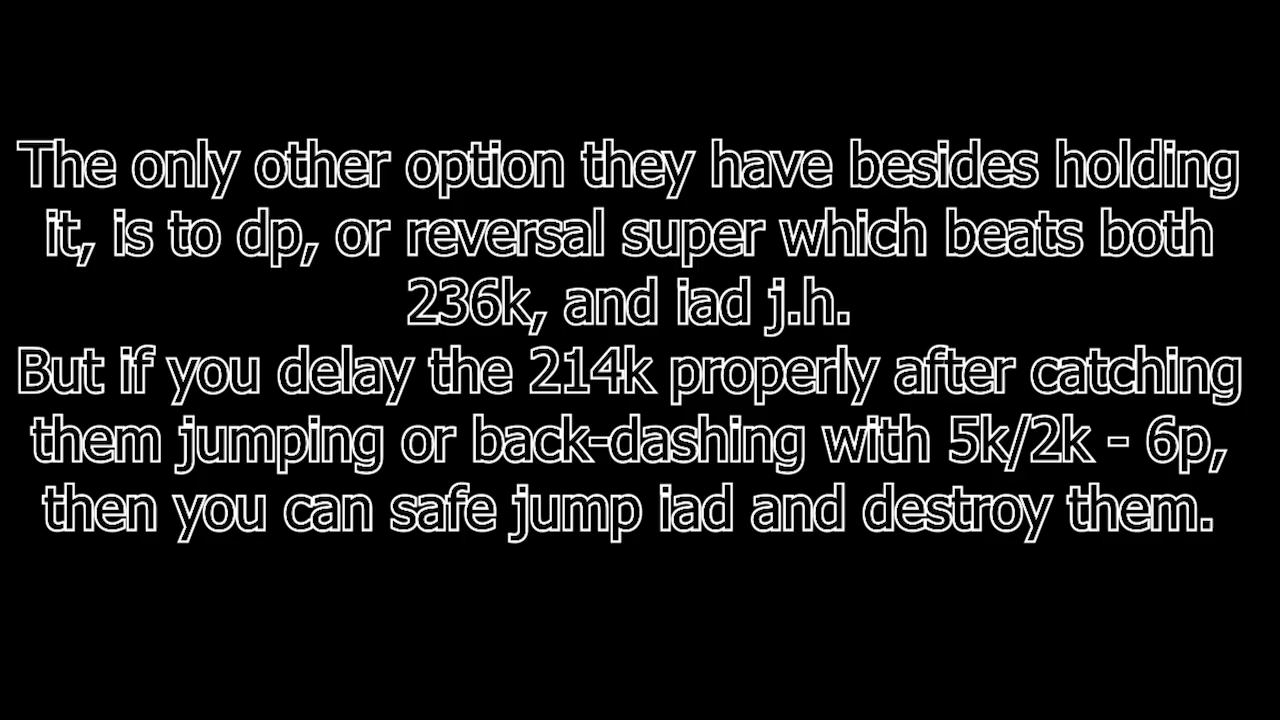 The only other option they have besides holding
it, is to dp, or reversal super which beats both
236k, and iad j.h.
But if you delay the 214k properly after catching
them jumping or back-dashing with 5k/2k - 6p,
then you can safe jump iad and destroy them.